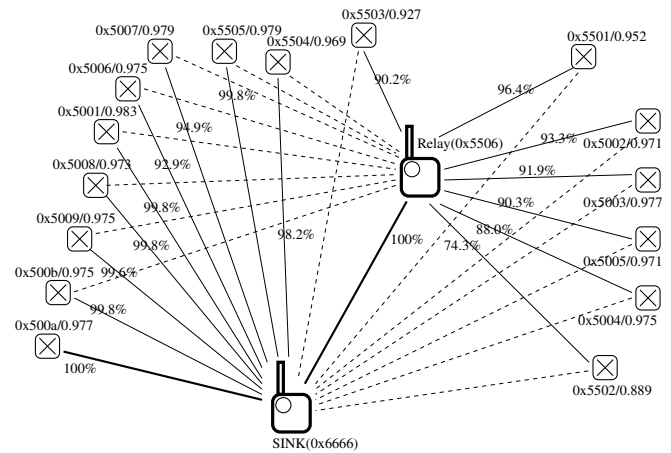 0x5503/0.927
0x5007/0.979
0x5505/0.979
0x5504/0.969
0x5501/0.952
0x5006/0.975
90.2%
96.4%
99.8%
0x5001/0.983
94.9%
Relay(0x5506)
93.3%
0x5002/0.971
0x5008/0.973
92.9%
91.9%
0x5003/0.977
99.8%
90.3%
0x5009/0.975
98.2%
100%
88.0%
74.3%
99.8%
0x5005/0.971
0x500b/0.975
99.6%
99.8%
0x5004/0.975
0x500a/0.977
100%
0x5502/0.889
SINK(0x6666)